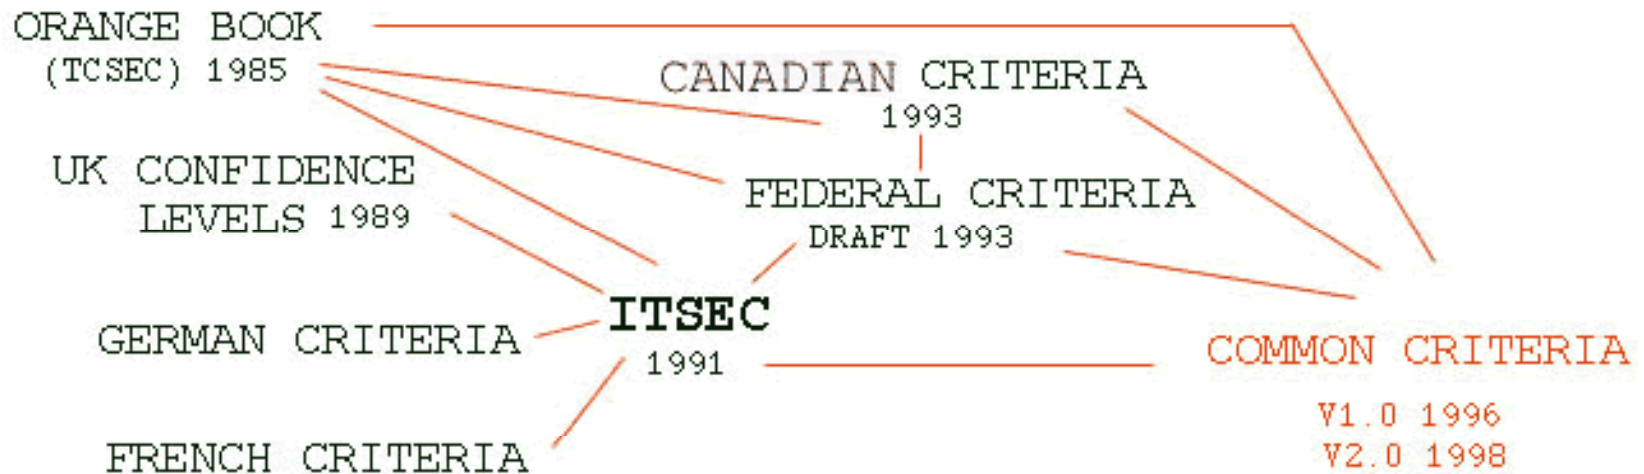 ORANGE BOOK
(TCSEC) 1985
CANADIAN CRITERIA
1993
UK CONFIDENCE
LEVELS 1989
FEDERAL CRITERIA
DRAFT 1993
ITSEC
1991
GERMAN CRITERIA
FRENCH CRITERIA
COMMON CRITERIA
V1.0 1996
V2.0 1998